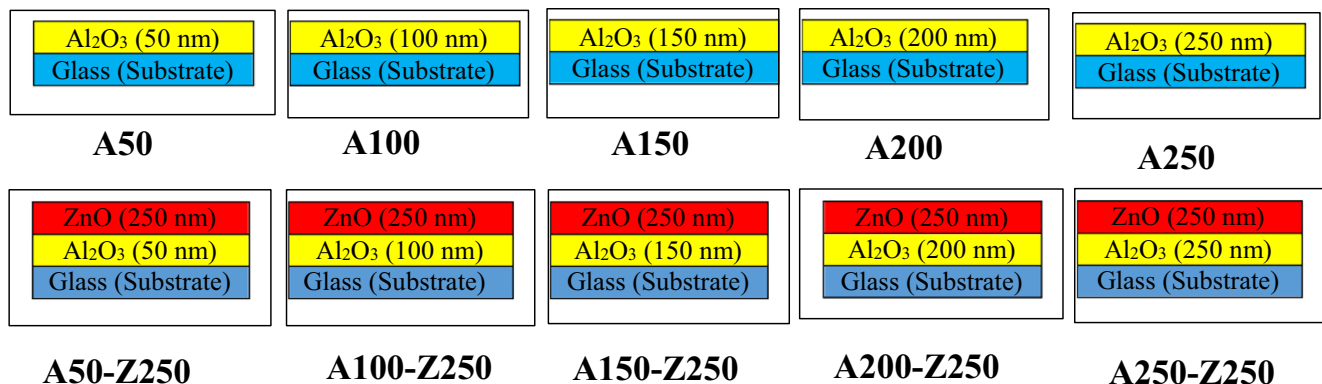 Al₂O₃ (50 nm)
Glass (Substrate)
A50
Al₂O₃ (100 nm)
Glass (Substrate)
A100
Al₂O₃ (150 nm)
Glass (Substrate)
A150
Al₂O₃ (200 nm)
Glass (Substrate)
A200
Al₂O₃ (250 nm)
Glass (Substrate)
A250
ZnO (250 nm)
Al₂O₃ (50 nm)
Glass (Substrate)
A50-Z250
ZnO (250 nm)
Al₂O₃ (100 nm)
Glass (Substrate)
A100-Z250
ZnO (250 nm)
Al₂O₃ (150 nm)
Glass (Substrate)
A150-Z250
ZnO (250 nm)
Al₂O₃ (200 nm)
Glass (Substrate)
A200-Z250
ZnO (250 nm)
Al₂O₃ (250 nm)
Glass (Substrate)
A250-Z250